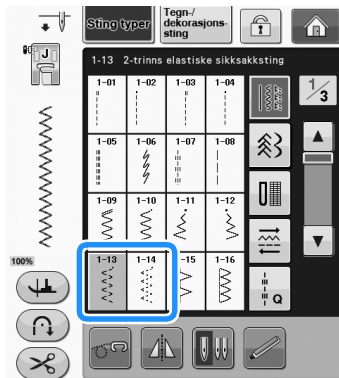 Sting typer
Tegn-/
dekorasjons-
sting
J
1-13 2-trinns elastiske sikksakksting
1/3
1-01 1-02 1-03 1-04
1-05 1-06 1-07 1-08
1-09 1-10 1-11 1-12
1-13 1-14 -15 1-16
100%
Q